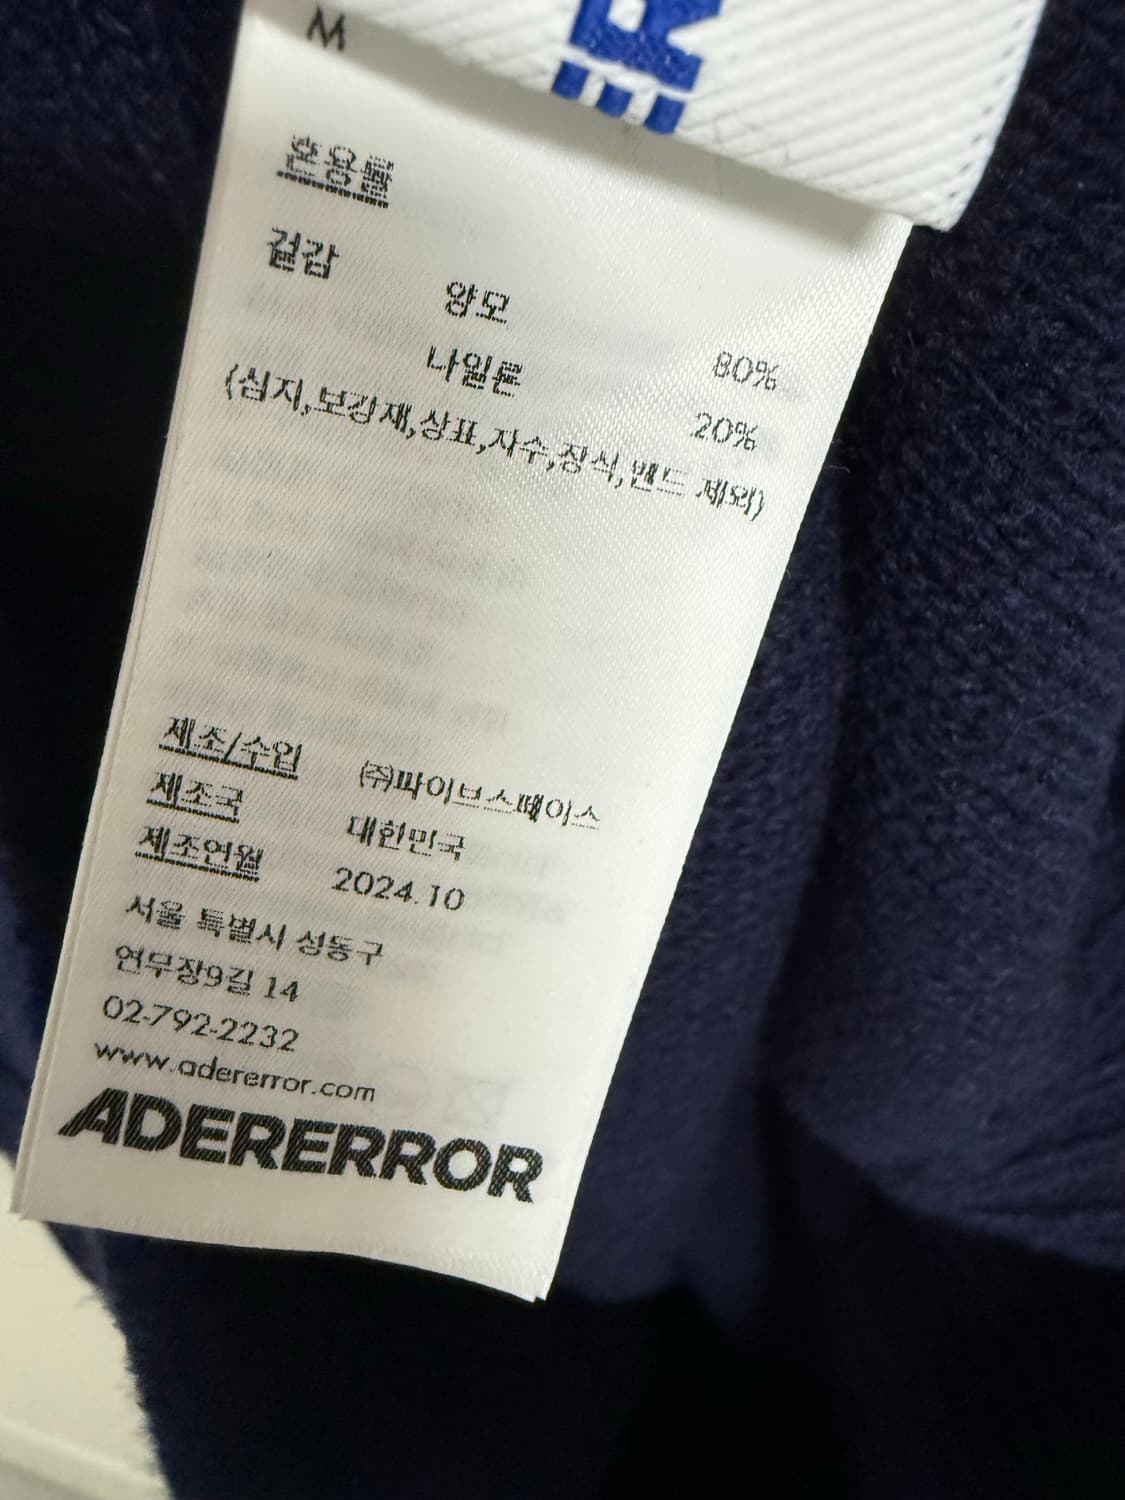 M
ER
혼용률
겉감
양모 80%
나일론 20%
(심지,보강재,상표,자수,장식,밴드 제외)
제조/수입 ㈜파이브스페이스
제조국 대한민국
제조연월 2024.10
서울 특별시 성동구
연무장9길 14
02-792-2232
www.adererror.com
ADERERROR